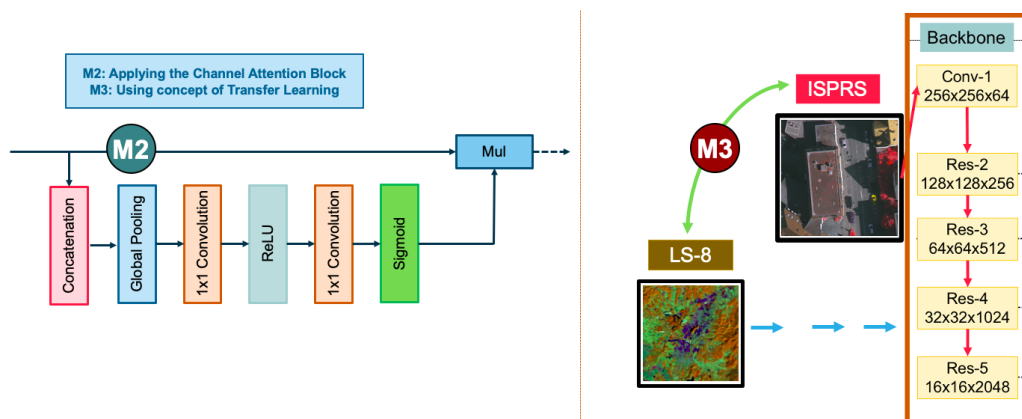 M2: Applying the Channel Attention Block
M3: Using concept of Transfer Learning
M2
Mul
Concatenation
Global Pooling
1x1 Convolution
ReLU
1x1 Convolution
Sigmoid
ISPRS
M3
LS-8
Backbone
Conv-1
256x256x64
Res-2
128x128x256
Res-3
64x64x512
Res-4
32x32x1024
Res-5
16x16x2048